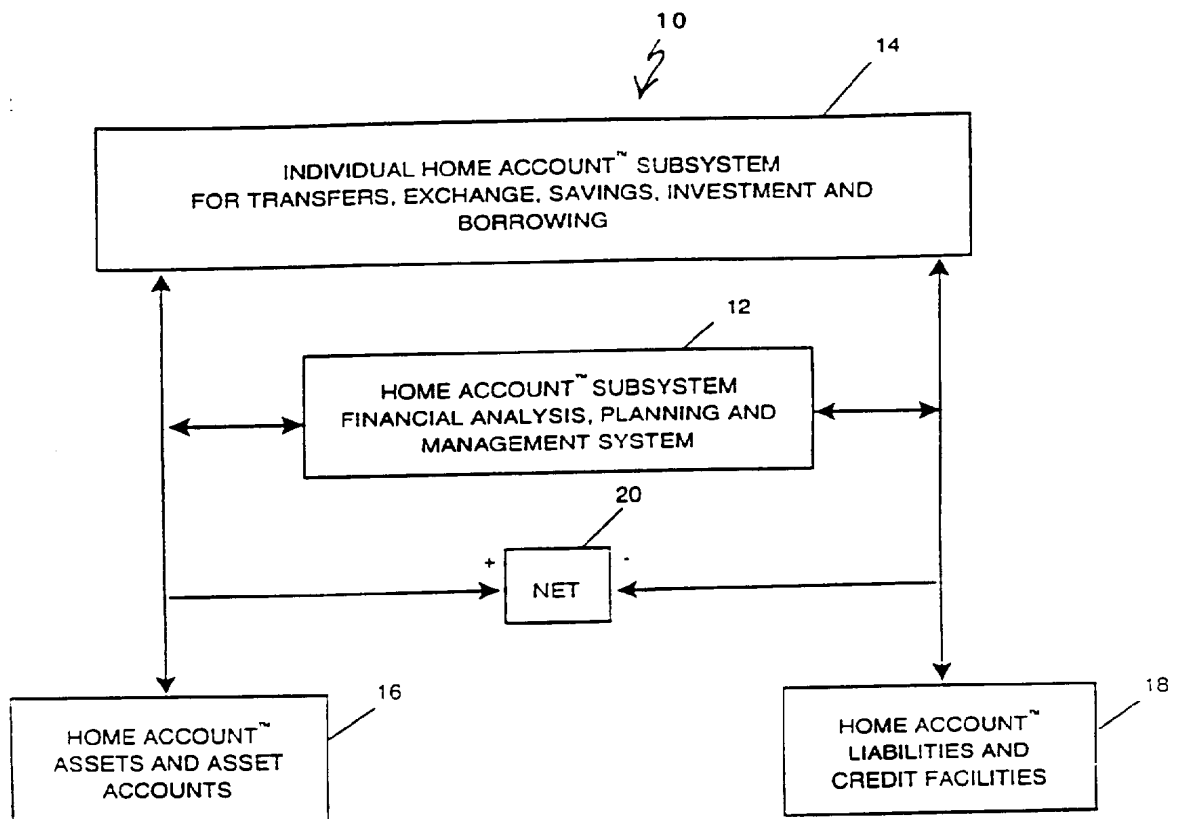 10
14
INDIVIDUAL HOME ACCOUNT™ SUBSYSTEM
FOR TRANSFERS, EXCHANGE, SAVINGS, INVESTMENT AND
BORROWING
12
HOME ACCOUNT™ SUBSYSTEM
FINANCIAL ANALYSIS, PLANNING AND
MANAGEMENT SYSTEM
20
+ -
NET
16
HOME ACCOUNT™
ASSETS AND ASSET
ACCOUNTS
18
HOME ACCOUNT™
LIABILITIES AND
CREDIT FACILITIES